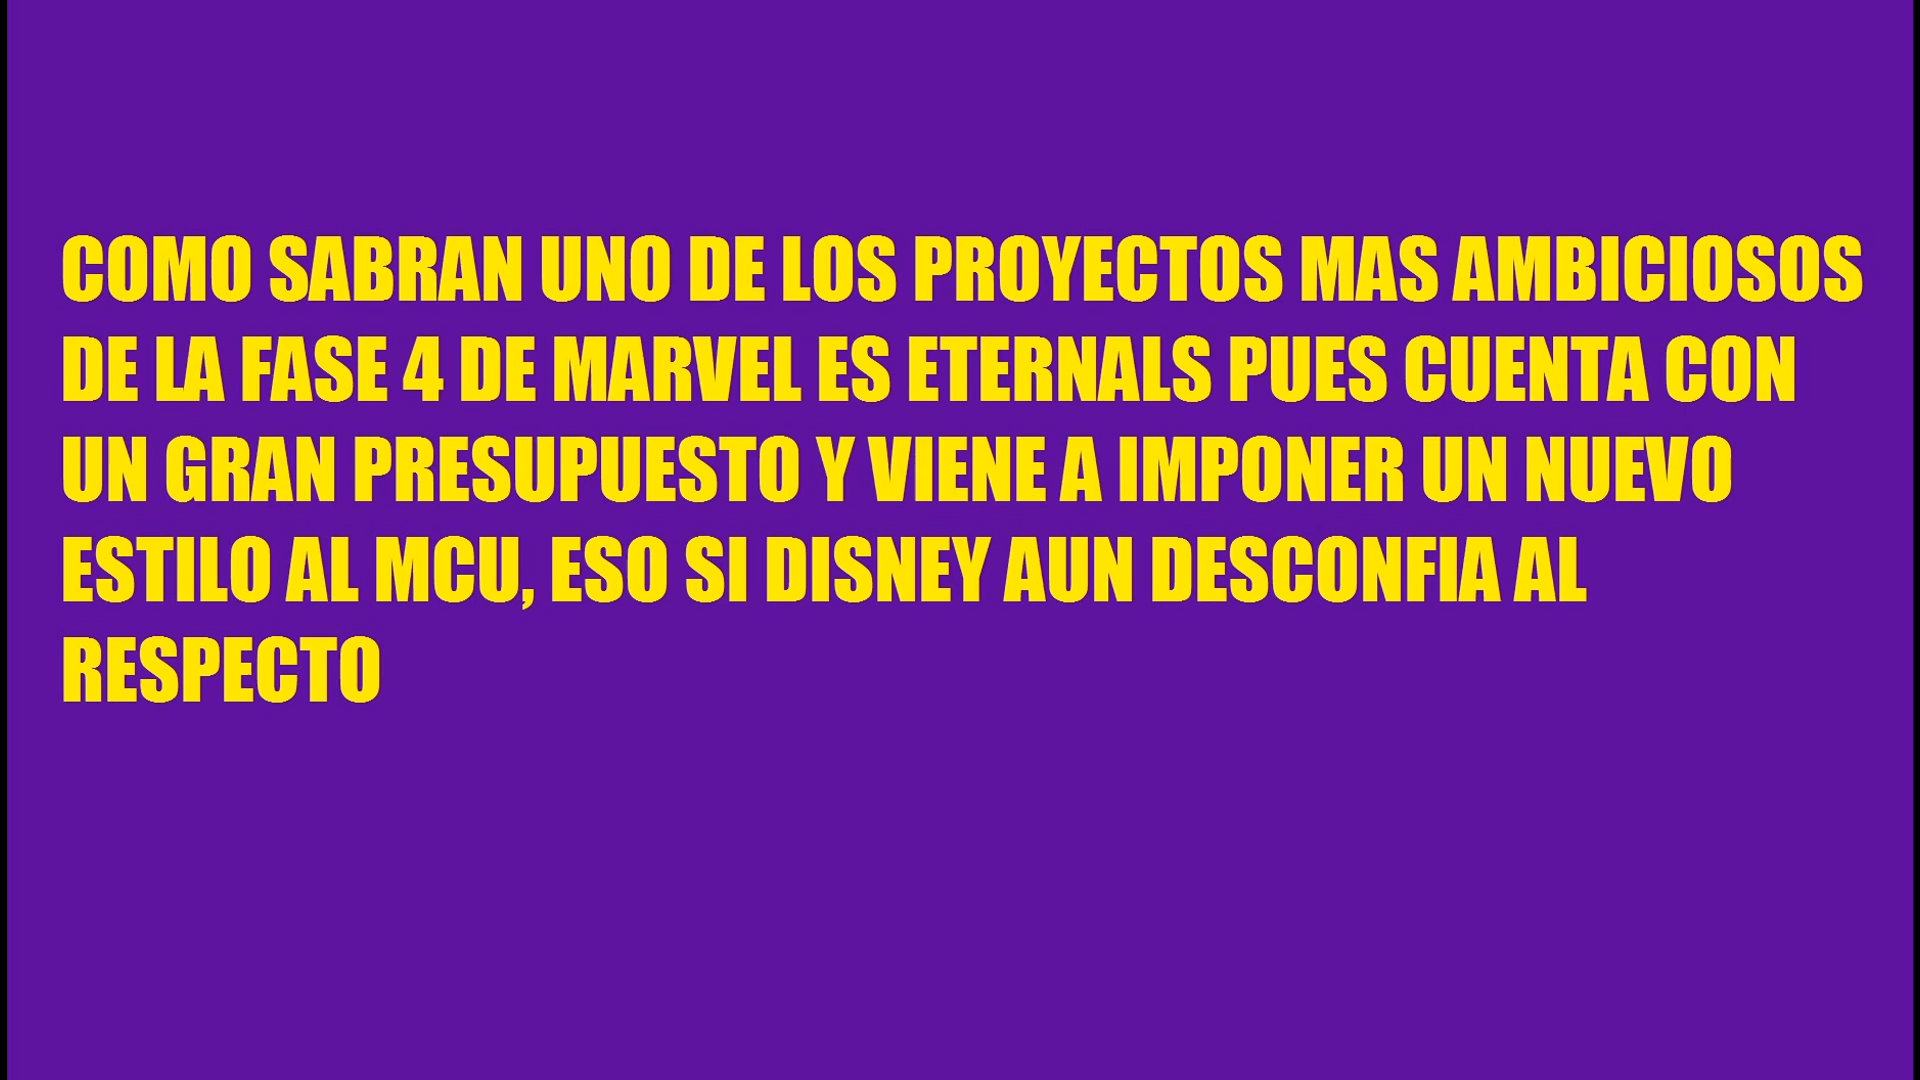 COMO SABRAN UNO DE LOS PROYECTOS MAS AMBICIOSOS
DE LA FASE 4 DE MARVEL ES ETERNALS PUES CUENTA CON
UN GRAN PRESUPUESTO Y VIENE A IMPONER UN NUEVO
ESTILO AL MCU, ESO SI DISNEY AUN DESCONFIA AL
RESPECTO